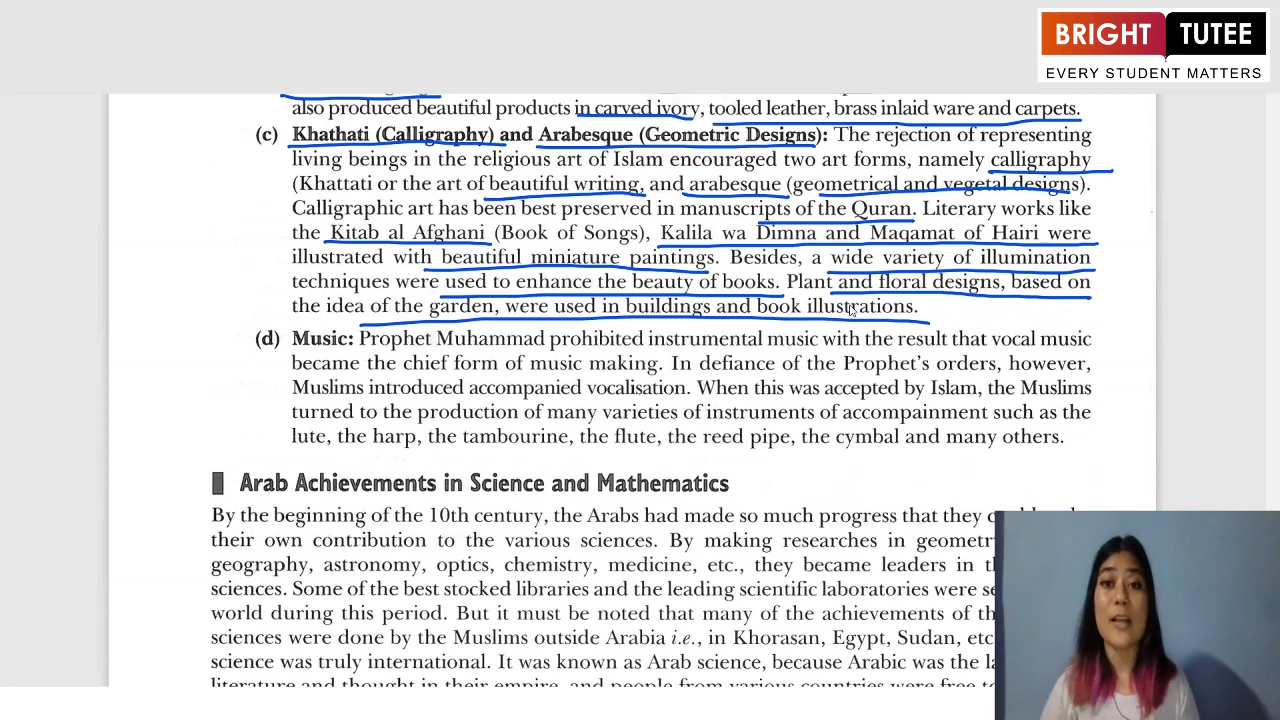 BRIGHT TUTEE
EVERY STUDENT MATTERS
also produced beautiful products in carved ivory, tooled leather, brass inlaid ware and carpets.
(c) Khathati (Calligraphy) and Arabesque (Geometric Designs): The rejection of representing
living beings in the religious art of Islam encouraged two art forms, namely calligraphy
(Khattati or the art of beautiful writing, and arabesque (geometrical and vegetal designs).
Calligraphic art has been best preserved in manuscripts of the Quran. Literary works like
the Kitab al Afghani (Book of Songs), Kalila wa Dimna and Maqamat of Hairi were
illustrated with beautiful miniature paintings. Besides, a wide variety of illumination
techniques were used to enhance the beauty of books. Plant and floral designs, based on
the idea of the garden, were used in buildings and book illustrations.
(d) Music: Prophet Muhammad prohibited instrumental music with the result that vocal music
became the chief form of music making. In defiance of the Prophet's orders, however,
Muslims introduced accompanied vocalisation. When this was accepted by Islam, the Muslims
turned to the production of many varieties of instruments of accompainment such as the
lute, the harp, the tambourine, the flute, the reed pipe, the cymbal and many others.
Arab Achievements in Science and Mathematics
By the beginning of the 10th century, the Arabs had made so much progress that they
their own contribution to the various sciences. By making researches in
geography, astronomy, optics, chemistry, medicine, etc., they became leaders in
sciences. Some of the best stocked libraries and the leading scientific laboratories were
world during this period. But it must be noted that many of the achievements of
sciences were done by the Muslims outside Arabia i.e., in Khorasan, Egypt, Sudan, etc
science was truly international. It was known as Arab science, because Arabic was the
literature and thought in their empire, and people from various countries were free